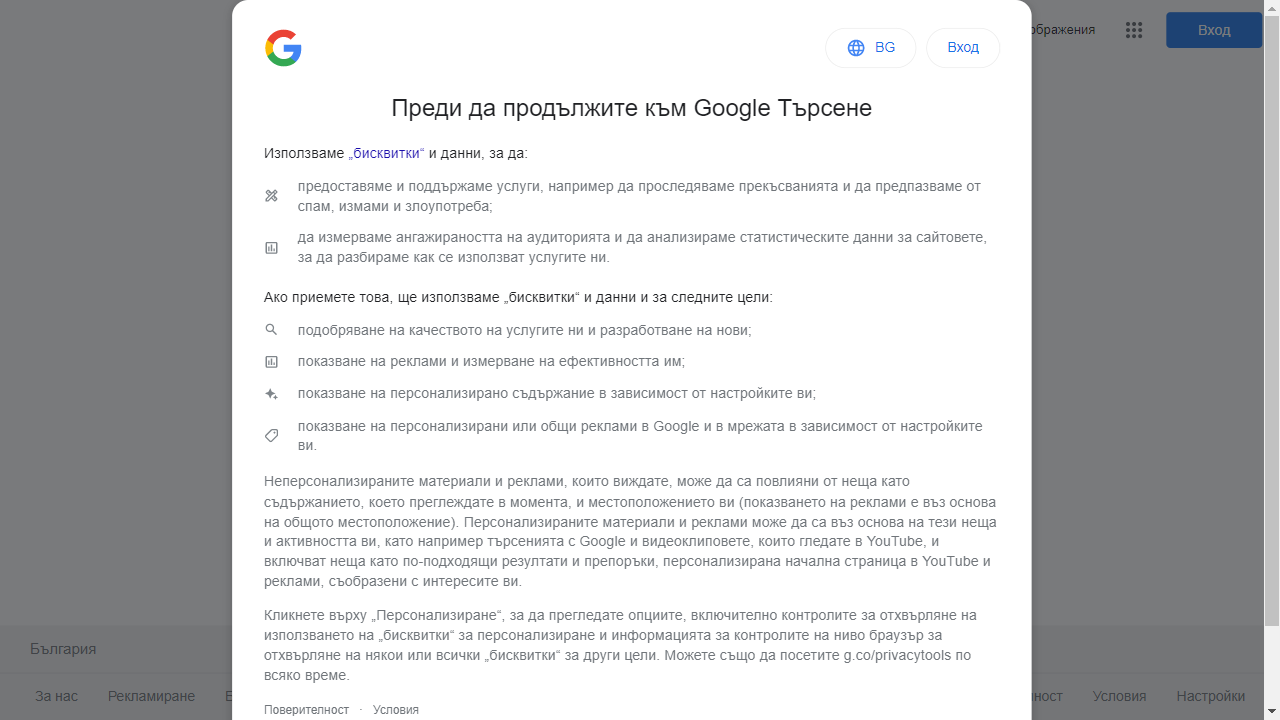 ображения
Вход
BG
Вход
Преди да продължите към Google Търсене
Използваме „бисквитки“ и данни, за да:
предоставяме и поддържаме услуги, например да проследяваме прекъсванията и да предпазваме от
спам, измами и злоупотреба;
да измерваме ангажираността на аудиторията и да анализираме статистическите данни за сайтовете,
за да разбираме как се използват услугите ни.
Ако приемете това, ще използваме „бисквитки“ и данни и за следните цели:
подобряване на качеството на услугите ни и разработване на нови;
показване на реклами и измерване на ефективността им;
показване на персонализирано съдържание в зависимост от настройките ви;
показване на персонализирани или общи реклами в Google и в мрежата в зависимост от настройките
ви.
Неперсонализираните материали и реклами, които виждате, може да са повлияни от неща като
съдържанието, което преглеждате в момента, и местоположението ви (показването на реклами е въз основа
на общото местоположение). Персонализираните материали и реклами може да са въз основа на тези неща
и активността ви, като например търсенията с Google и видеоклиповете, които гледате в YouTube, и
включват неща като по-подходящи резултати и препоръки, персонализирана начална страница в YouTube и
реклами, съобразени с интересите ви.
Кликнете върху „Персонализиране“, за да прегледате опциите, включително контролите за отхвърляне на
използването на „бисквитки“ за персонализиране и информацията за контролите на ниво браузър за
отхвърляне на някои или всички „бисквитки“ за други цели. Можете също да посетите g.co/privacytools по
всяко време.
Поверителност · Условия
България
За нас Рекламиране ност Условия Настройки